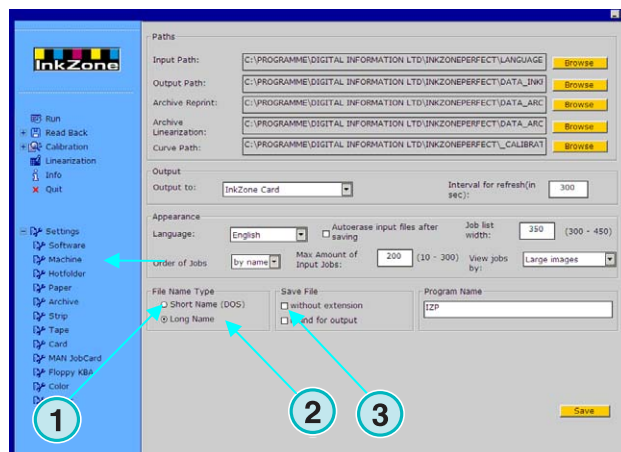 InkZone
Run
Read Back
Calibration
Linearization
Info
Quit
Settings
Software
Machine
Hotfolder
Paper
Archive
Strip
Tape
Card
MAN JobCard
Floppy KBA
Color
Paths
Input Path:
C:\PROGRAMME\DIGITAL INFORMATION LTD\INKZONEPERFECT\LANGUAGE
Browse
Output Path:
C:\PROGRAMME\DIGITAL INFORMATION LTD\INKZONEPERFECT\DATA_INK
Browse
Archive Reprint:
C:\PROGRAMME\DIGITAL INFORMATION LTD\INKZONEPERFECT\DATA_ARC
Browse
Archive
Linearization:
C:\PROGRAMME\DIGITAL INFORMATION LTD\INKZONEPERFECT\DATA_ARC
Browse
Curve Path:
C:\PROGRAMME\DIGITAL INFORMATION LTD\INKZONEPERFECT\_CALIBRAT
Browse
Output
Output to:
InkZone Card
Interval for refresh(in
sec):
300
Appearance
Language:
English
Autoerase input files after
saving
Job list
width:
350
(300 - 450)
Order of Jobs
by name
Max Amount of
Input Jobs:
200
(10 - 300)
View jobs
by:
Large images
File Name Type
Short Name (DOS)
Long Name
Save File
without extension
and for output
Program Name
IZP
Save
1
2
3